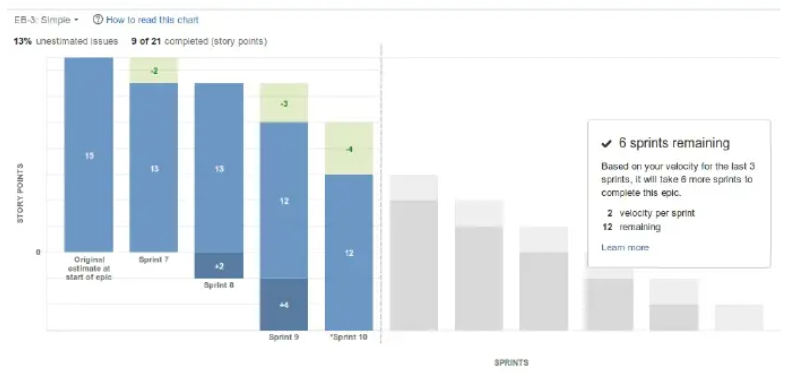 EB-3: Simple
How to read this chart
13% unestimated issues 9 of 21 completed (story points)
-2
-3
-4
15
13
13
12
12
+2
+4
STORY POINTS
0
Original
estimate at
start of epic
Sprint 7
Sprint 8
Sprint 9
*Sprint 10
SPRINTS
6 sprints remaining
Based on your velocity for the last 3
sprints, it will take 6 more sprints to
complete this epic.
2 velocity per sprint
12 remaining
Learn more